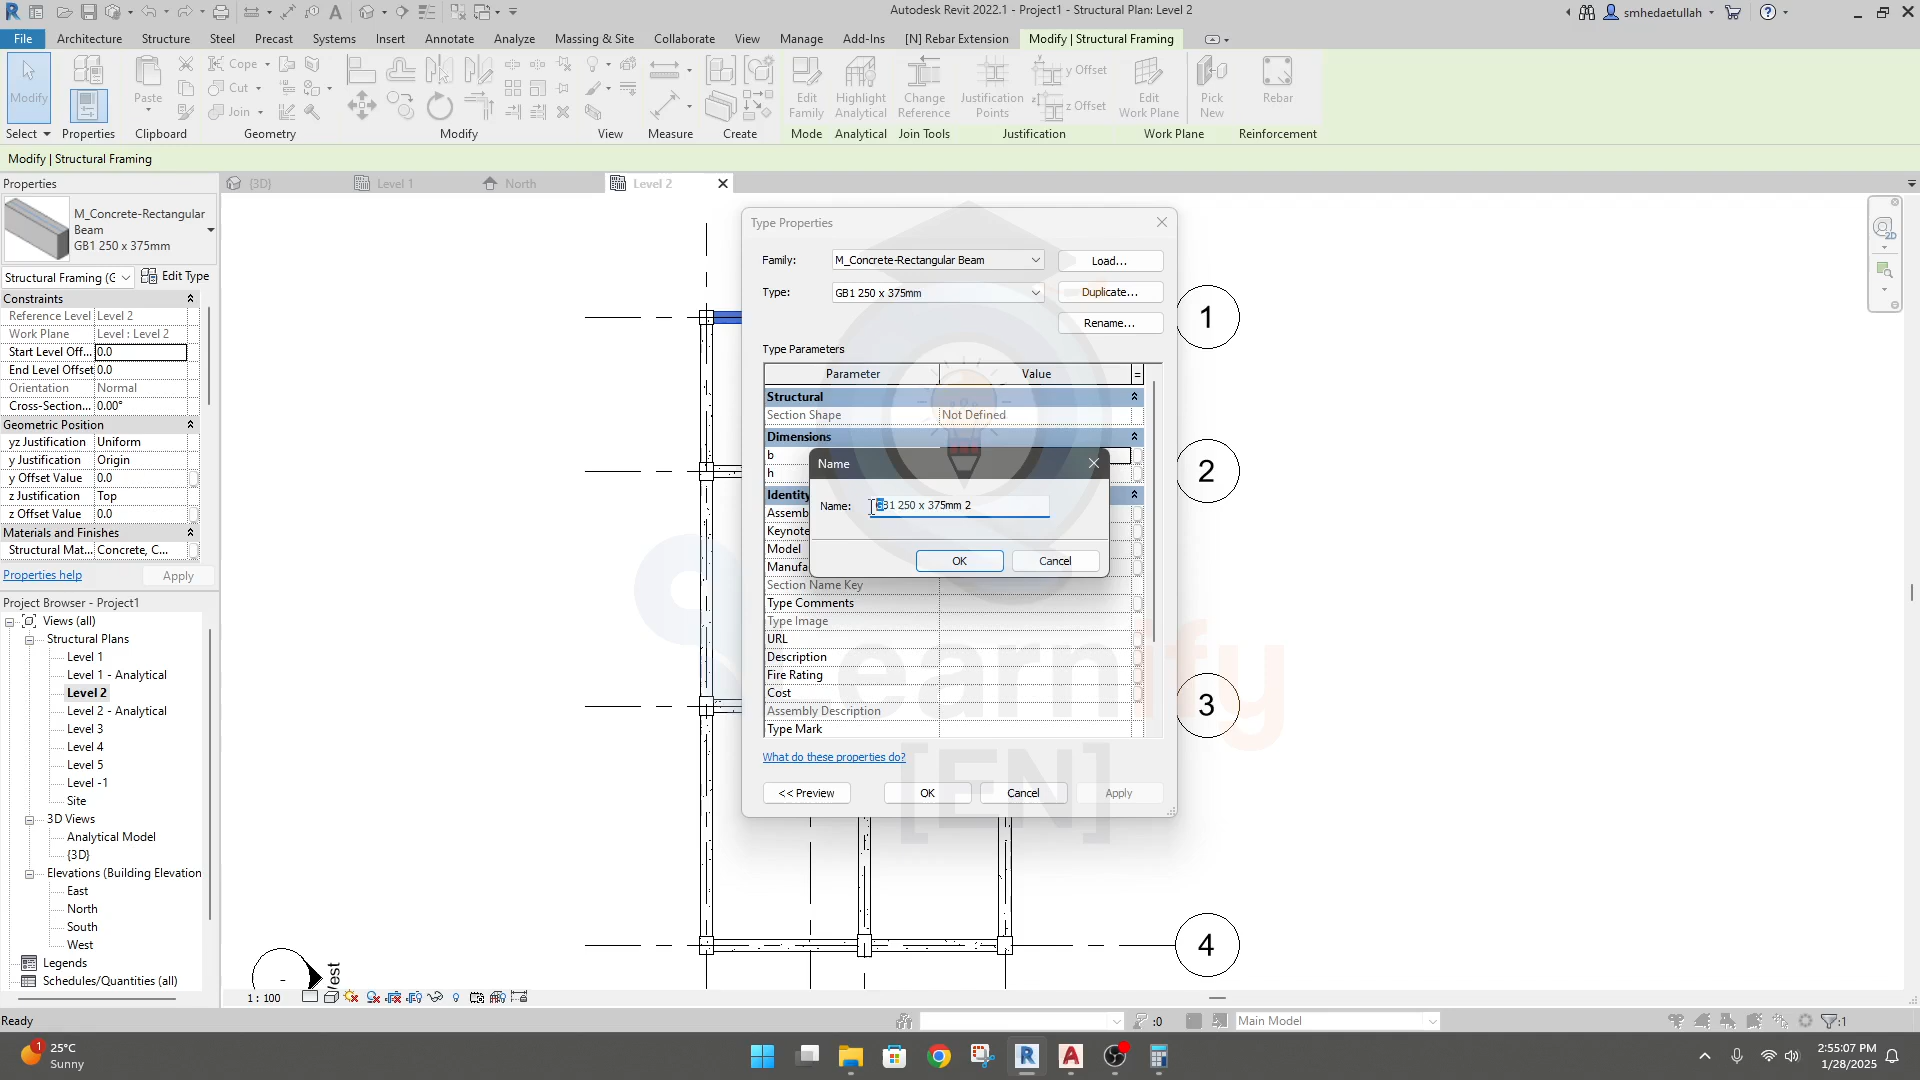 Autodesk Revit 2022.1 - Project1 - Structural Plan: Level 2
smhedaetullah
File Architecture Structure Steel Precast Systems Insert Annotate Analyze Massing & Site Collaborate View Manage Add-Ins [N] Rebar Extension Modify | Structural Framing
Modify
Paste
Cope
Cut
Join
Edit Family
Highlight Analytical
Change Reference
Justification Points
y Offset
z Offset
Edit Work Plane
Pick New
Rebar
Select Properties Clipboard Geometry Modify View Measure Create Mode Analytical Join Tools Justification Work Plane Reinforcement
Modify | Structural Framing
Properties
{3D} Level 1 North Level 2
M_Concrete-Rectangular
Beam
GB1 250 x 375mm
Structural Framing (G Edit Type
Constraints
Reference Level Level 2
Work Plane Level : Level 2
Start Level Off... 0.0
End Level Offset 0.0
Orientation Normal
Cross-Section... 0.00°
Geometric Position
yz Justification Uniform
y Justification Origin
y Offset Value 0.0
z Justification Top
z Offset Value 0.0
Materials and Finishes
Structural Mat... Concrete, C...
Properties help Apply
Project Browser - Project1
Views (all)
Structural Plans
Level 1
Level 1 - Analytical
Level 2
Level 2 - Analytical
Level 3
Level 4
Level 5
Level -1
Site
3D Views
Analytical Model
{3D}
Elevations (Building Elevation
East
North
South
West
Legends
Schedules/Quantities (all)
Type Properties
Family: M_Concrete-Rectangular Beam Load...
Type: GB1 250 x 375mm Duplicate...
Rename...
Type Parameters
Parameter Value =
Structural
Section Shape Not Defined
Dimensions
b
h
Identity
Assemb
Keynote
Model
Manufa
Section Name Key
Type Comments
Type Image
URL
Description
Fire Rating
Cost
Assembly Description
Type Mark
What do these properties do?
<< Preview OK Cancel Apply
Name
Name: GB1 250 x 375mm 2
OK Cancel
earnify
[EN]
1
2
3
4
West
-
1 : 100
Ready
:0
Main Model
:1
1
25°C
Sunny
2:55:07 PM
1/28/2025